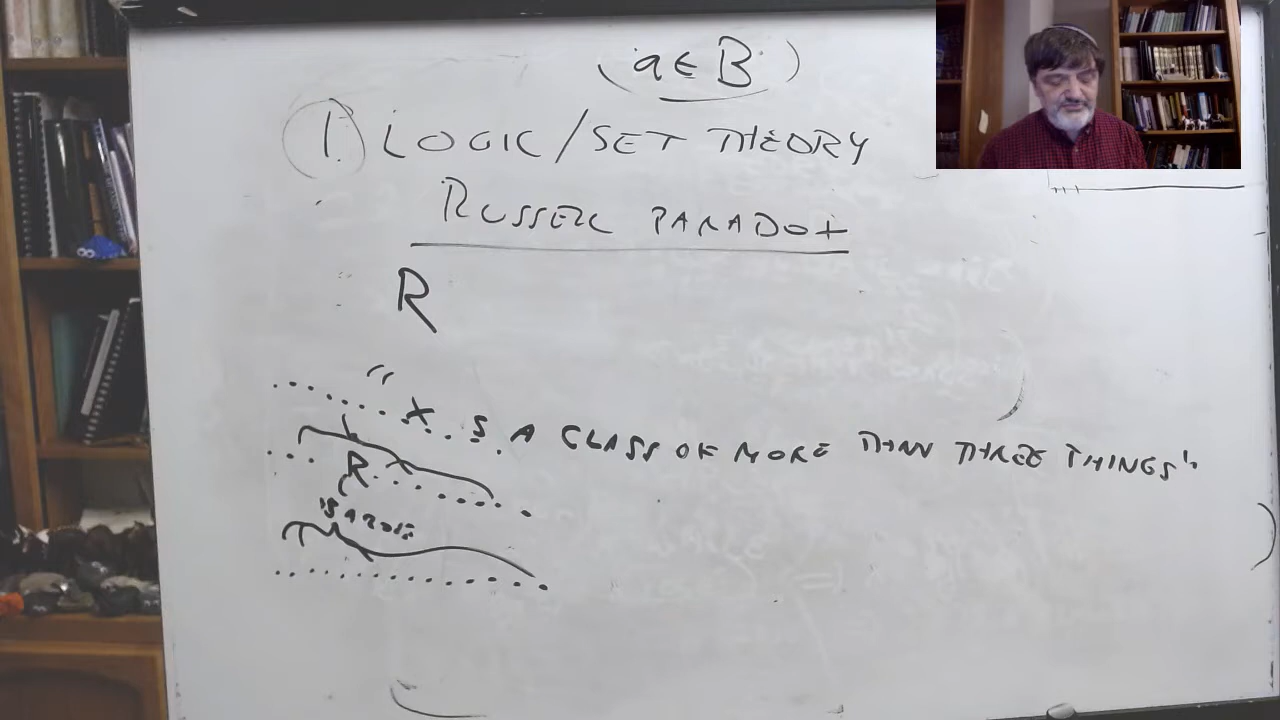 (a ∈ B)
1. LOGIC/SET THEORY
RUSSELL PARADOX
R
"X IS A CLASS OF MORE THAN THREE THINGS"
R